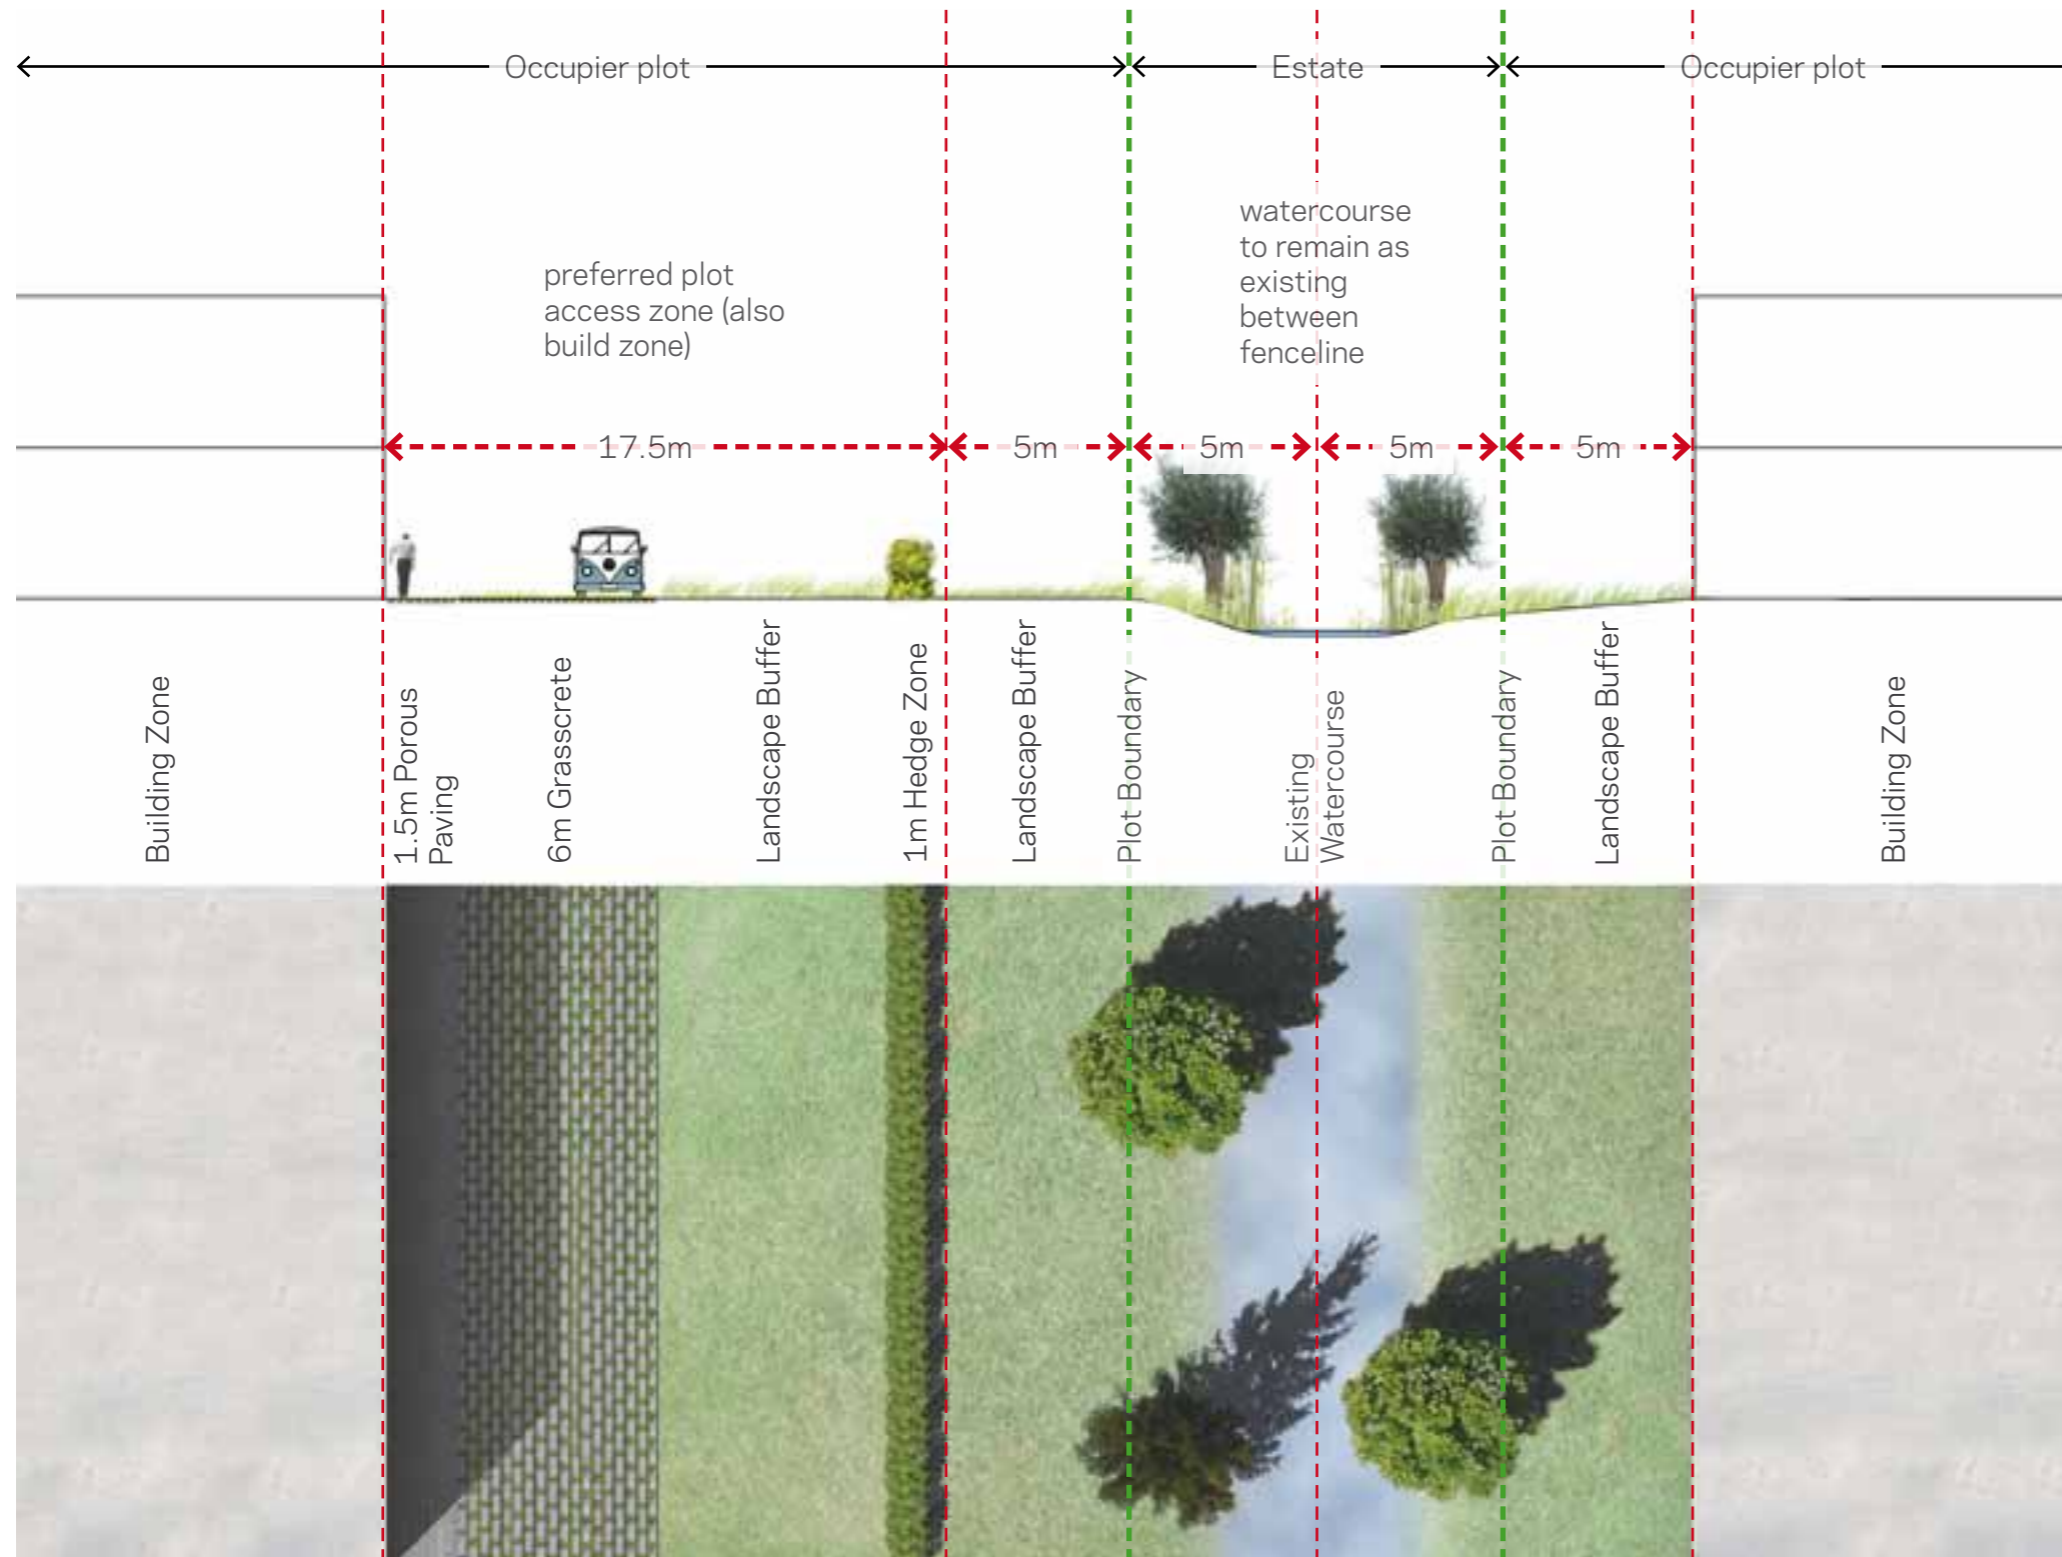 Occupier plot
Estate
Occupier plot
watercourse
to remain as
existing
between
fenceline
preferred plot
access zone (also
build zone)
17.5m
5m
5m
5m
5m
Building Zone
1.5m Porous
Paving
6m Grasscrete
Landscape Buffer
1m Hedge Zone
Landscape Buffer
Plot Boundary
Existing
Watercourse
Plot Boundary
Landscape Buffer
Building Zone